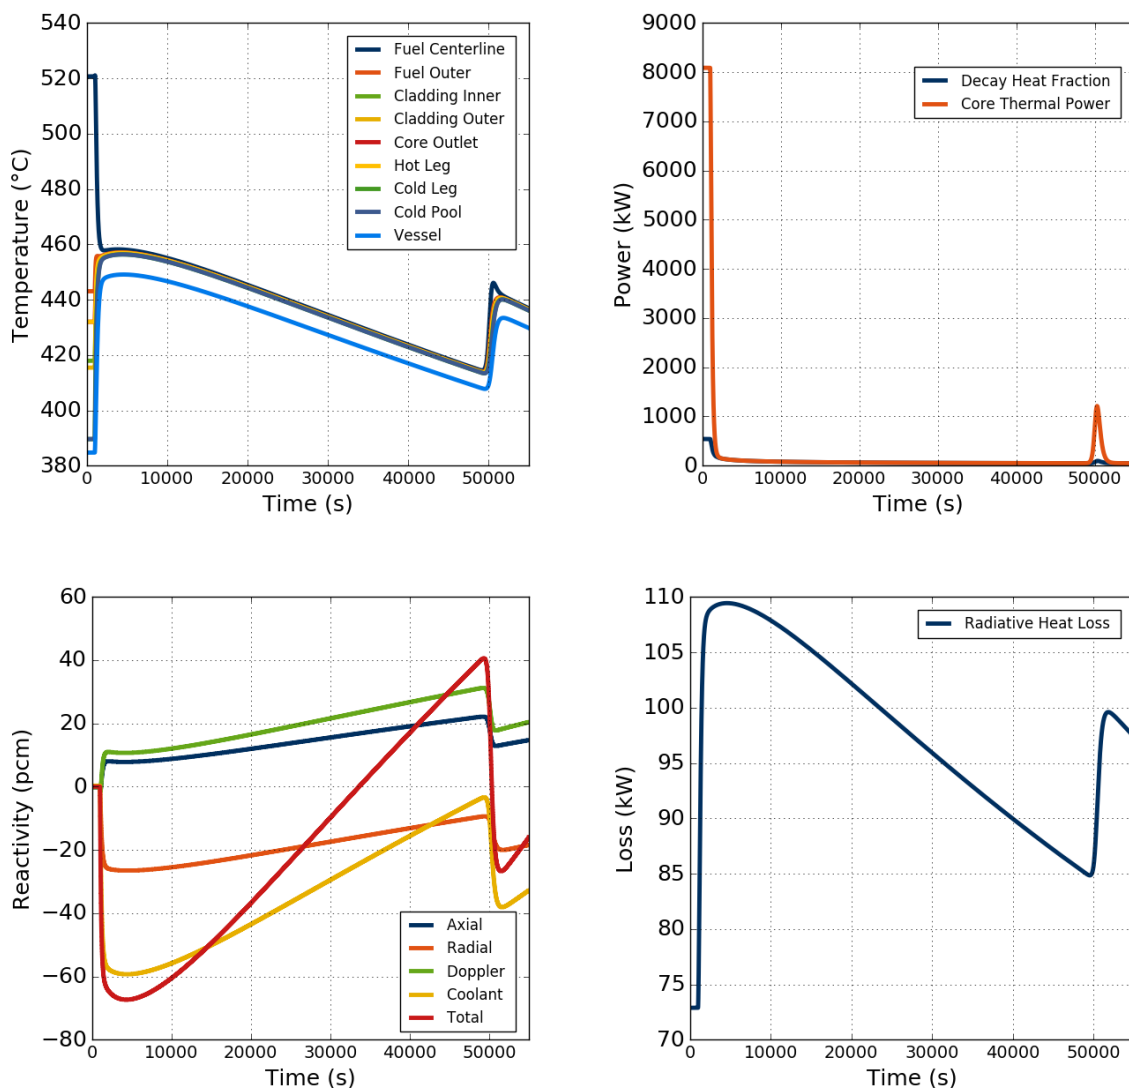 540
520
500
480
460
440
420
400
380
Temperature (°C)
0 10000 20000 30000 40000 50000
Time (s)
Fuel Centerline
Fuel Outer
Cladding Inner
Cladding Outer
Core Outlet
Hot Leg
Cold Leg
Cold Pool
Vessel
9000
8000
7000
6000
5000
4000
3000
2000
1000
0
Power (kW)
0 10000 20000 30000 40000 50000
Time (s)
Decay Heat Fraction
Core Thermal Power
60
40
20
0
−20
−40
−60
−80
Reactivity (pcm)
0 10000 20000 30000 40000 50000
Time (s)
Axial
Radial
Doppler
Coolant
Total
110
105
100
95
90
85
80
75
70
Loss (kW)
0 10000 20000 30000 40000 50000
Time (s)
Radiative Heat Loss